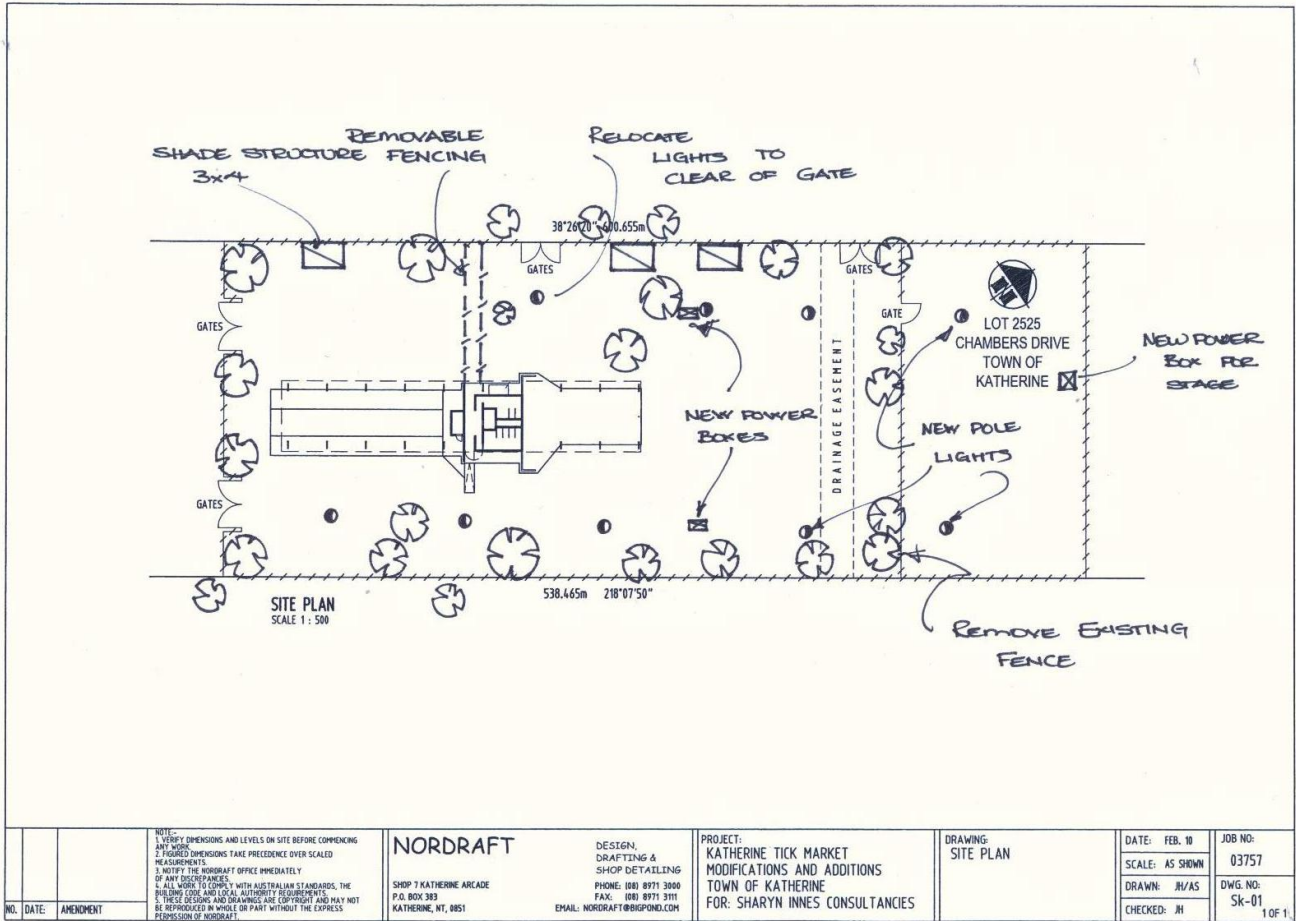 REMOVABLE
FENCING
SHADE STRUCTURE
3x4
RELOCATE
LIGHTS TO
CLEAR OF GATE
38°26'20" 600.655m
GATES
GATES
GATES
GATE
LOT 2525
CHAMBERS DRIVE
TOWN OF
KATHERINE
NEW POWER
BOX FOR
STAGE
DRAINAGE EASEMENT
NEW POWER
BOXES
NEW POLE
LIGHTS
GATES
538.465m 218°07'50"
SITE PLAN
SCALE 1 : 500
REMOVE EXISTING
FENCE
NO. DATE: AMENDMENT
NOTE:-
1. VERIFY DIMENSIONS AND LEVELS ON SITE BEFORE COMMENCING
ANY WORK.
2. FIGURED DIMENSIONS TAKE PRECEDENCE OVER SCALED
MEASUREMENTS.
3. NOTIFY THE NORDRAFT OFFICE IMMEDIATELY
OF ANY DISCREPANCIES.
4. ALL WORK TO COMPLY WITH AUSTRALIAN STANDARDS, THE
BUILDING CODE AND LOCAL AUTHORITY REQUIREMENTS.
5. THESE DESIGNS AND DRAWINGS ARE COPYRIGHT AND MAY NOT
BE REPRODUCED IN WHOLE OR PART WITHOUT THE EXPRESS
PERMISSION OF NORDRAFT.
NORDRAFT
SHOP 7 KATHERINE ARCADE
P.O. BOX 383
KATHERINE, NT, 0851
DESIGN,
DRAFTING &
SHOP DETAILING
PHONE: (08) 8971 3000
FAX: (08) 8971 3111
EMAIL: NORDRAFT@BIGPOND.COM
PROJECT:
KATHERINE TICK MARKET
MODIFICATIONS AND ADDITIONS
TOWN OF KATHERINE
FOR: SHARYN INNES CONSULTANCIES
DRAWING:
SITE PLAN
DATE: FEB. 10
SCALE: AS SHOWN
DRAWN: JH/AS
CHECKED: JH
JOB NO:
03757
DWG. NO:
Sk-01
1 OF 1